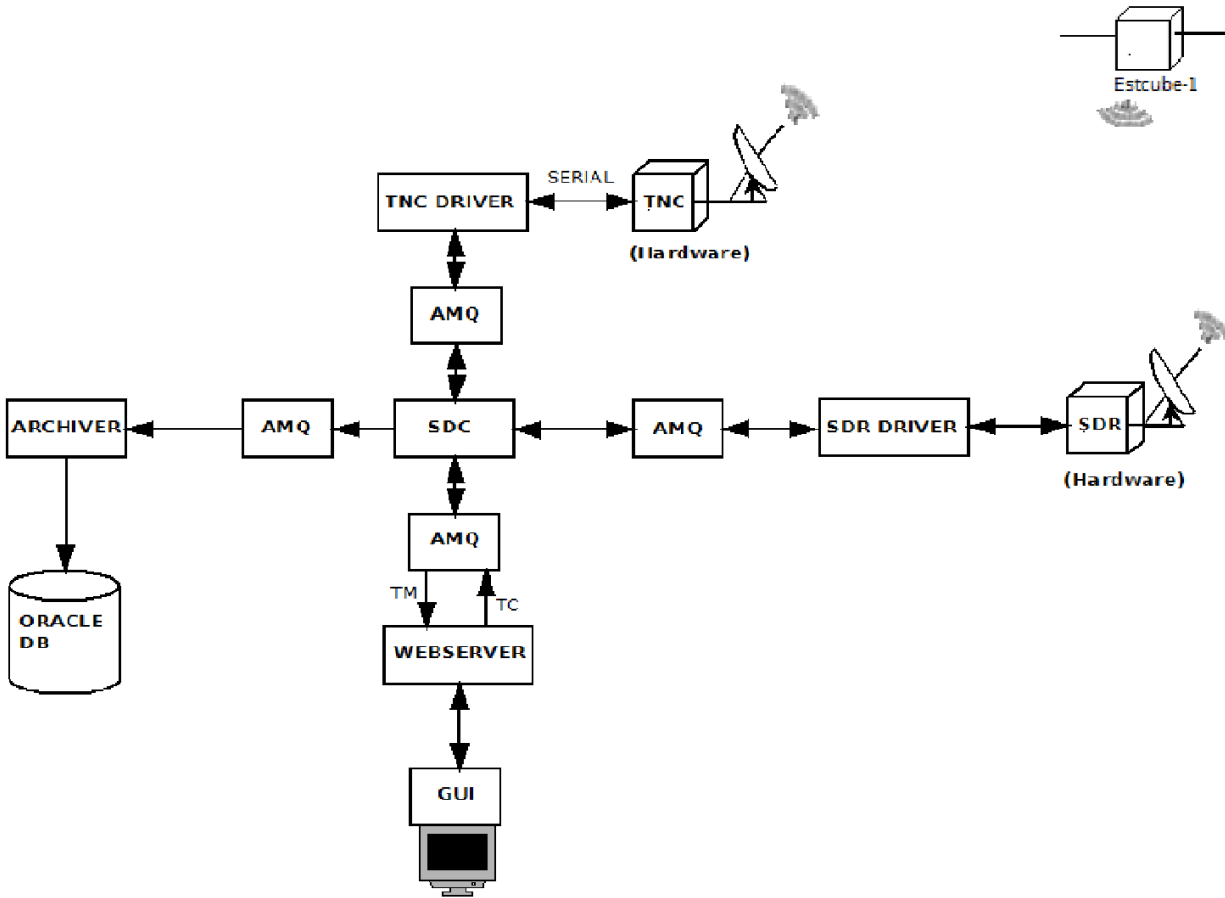 Estcube-1
SERIAL
TNC DRIVER
TNC
(Hardware)
AMQ
ARCHIVER
AMQ
SDC
AMQ
SDR DRIVER
SDR
(Hardware)
AMQ
TM
TC
ORACLE
DB
WEBSERVER
GUI